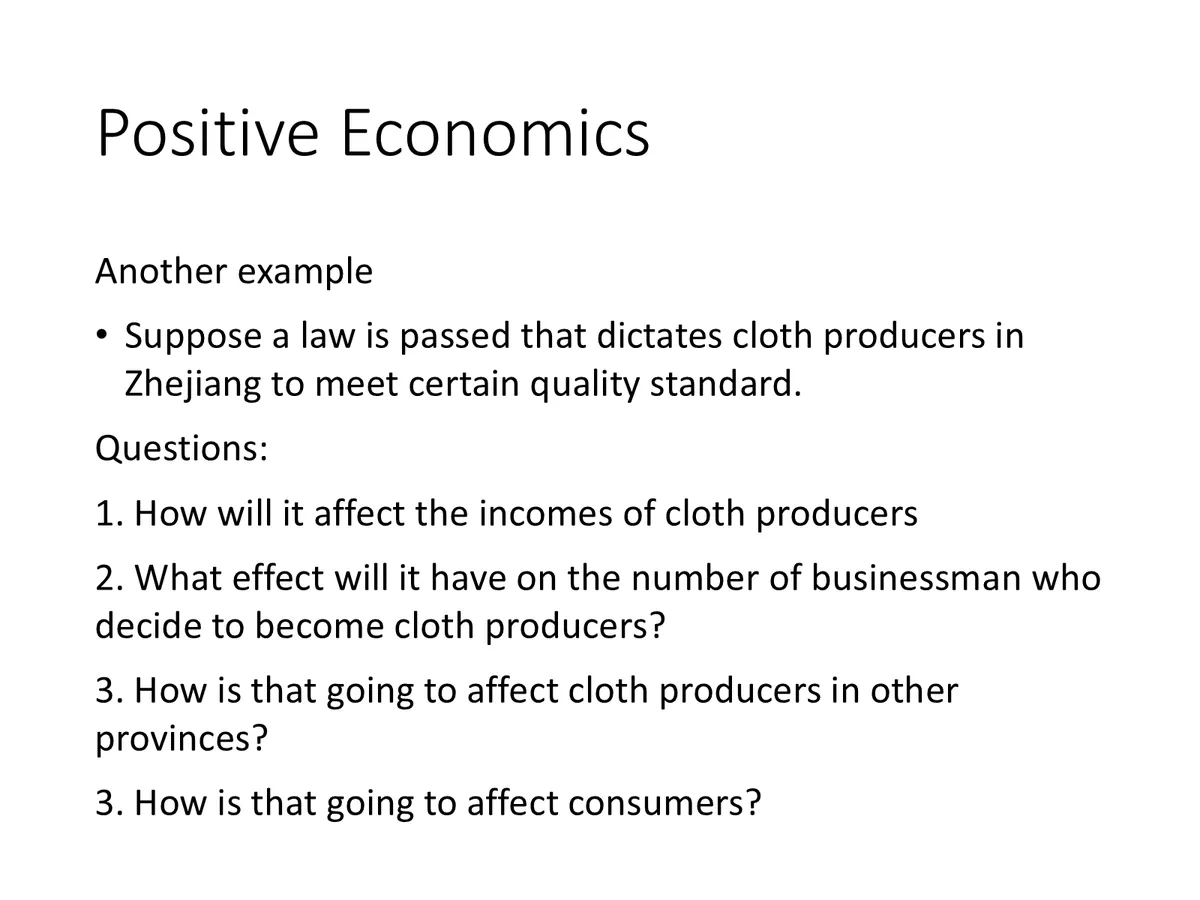 Positive Economics
Another example
• Suppose a law is passed that dictates cloth producers in
Zhejiang to meet certain quality standard.
Questions:
1. How will it affect the incomes of cloth producers
2. What effect will it have on the number of businessman who
decide to become cloth producers?
3. How is that going to affect cloth producers in other
provinces?
3. How is that going to affect consumers?